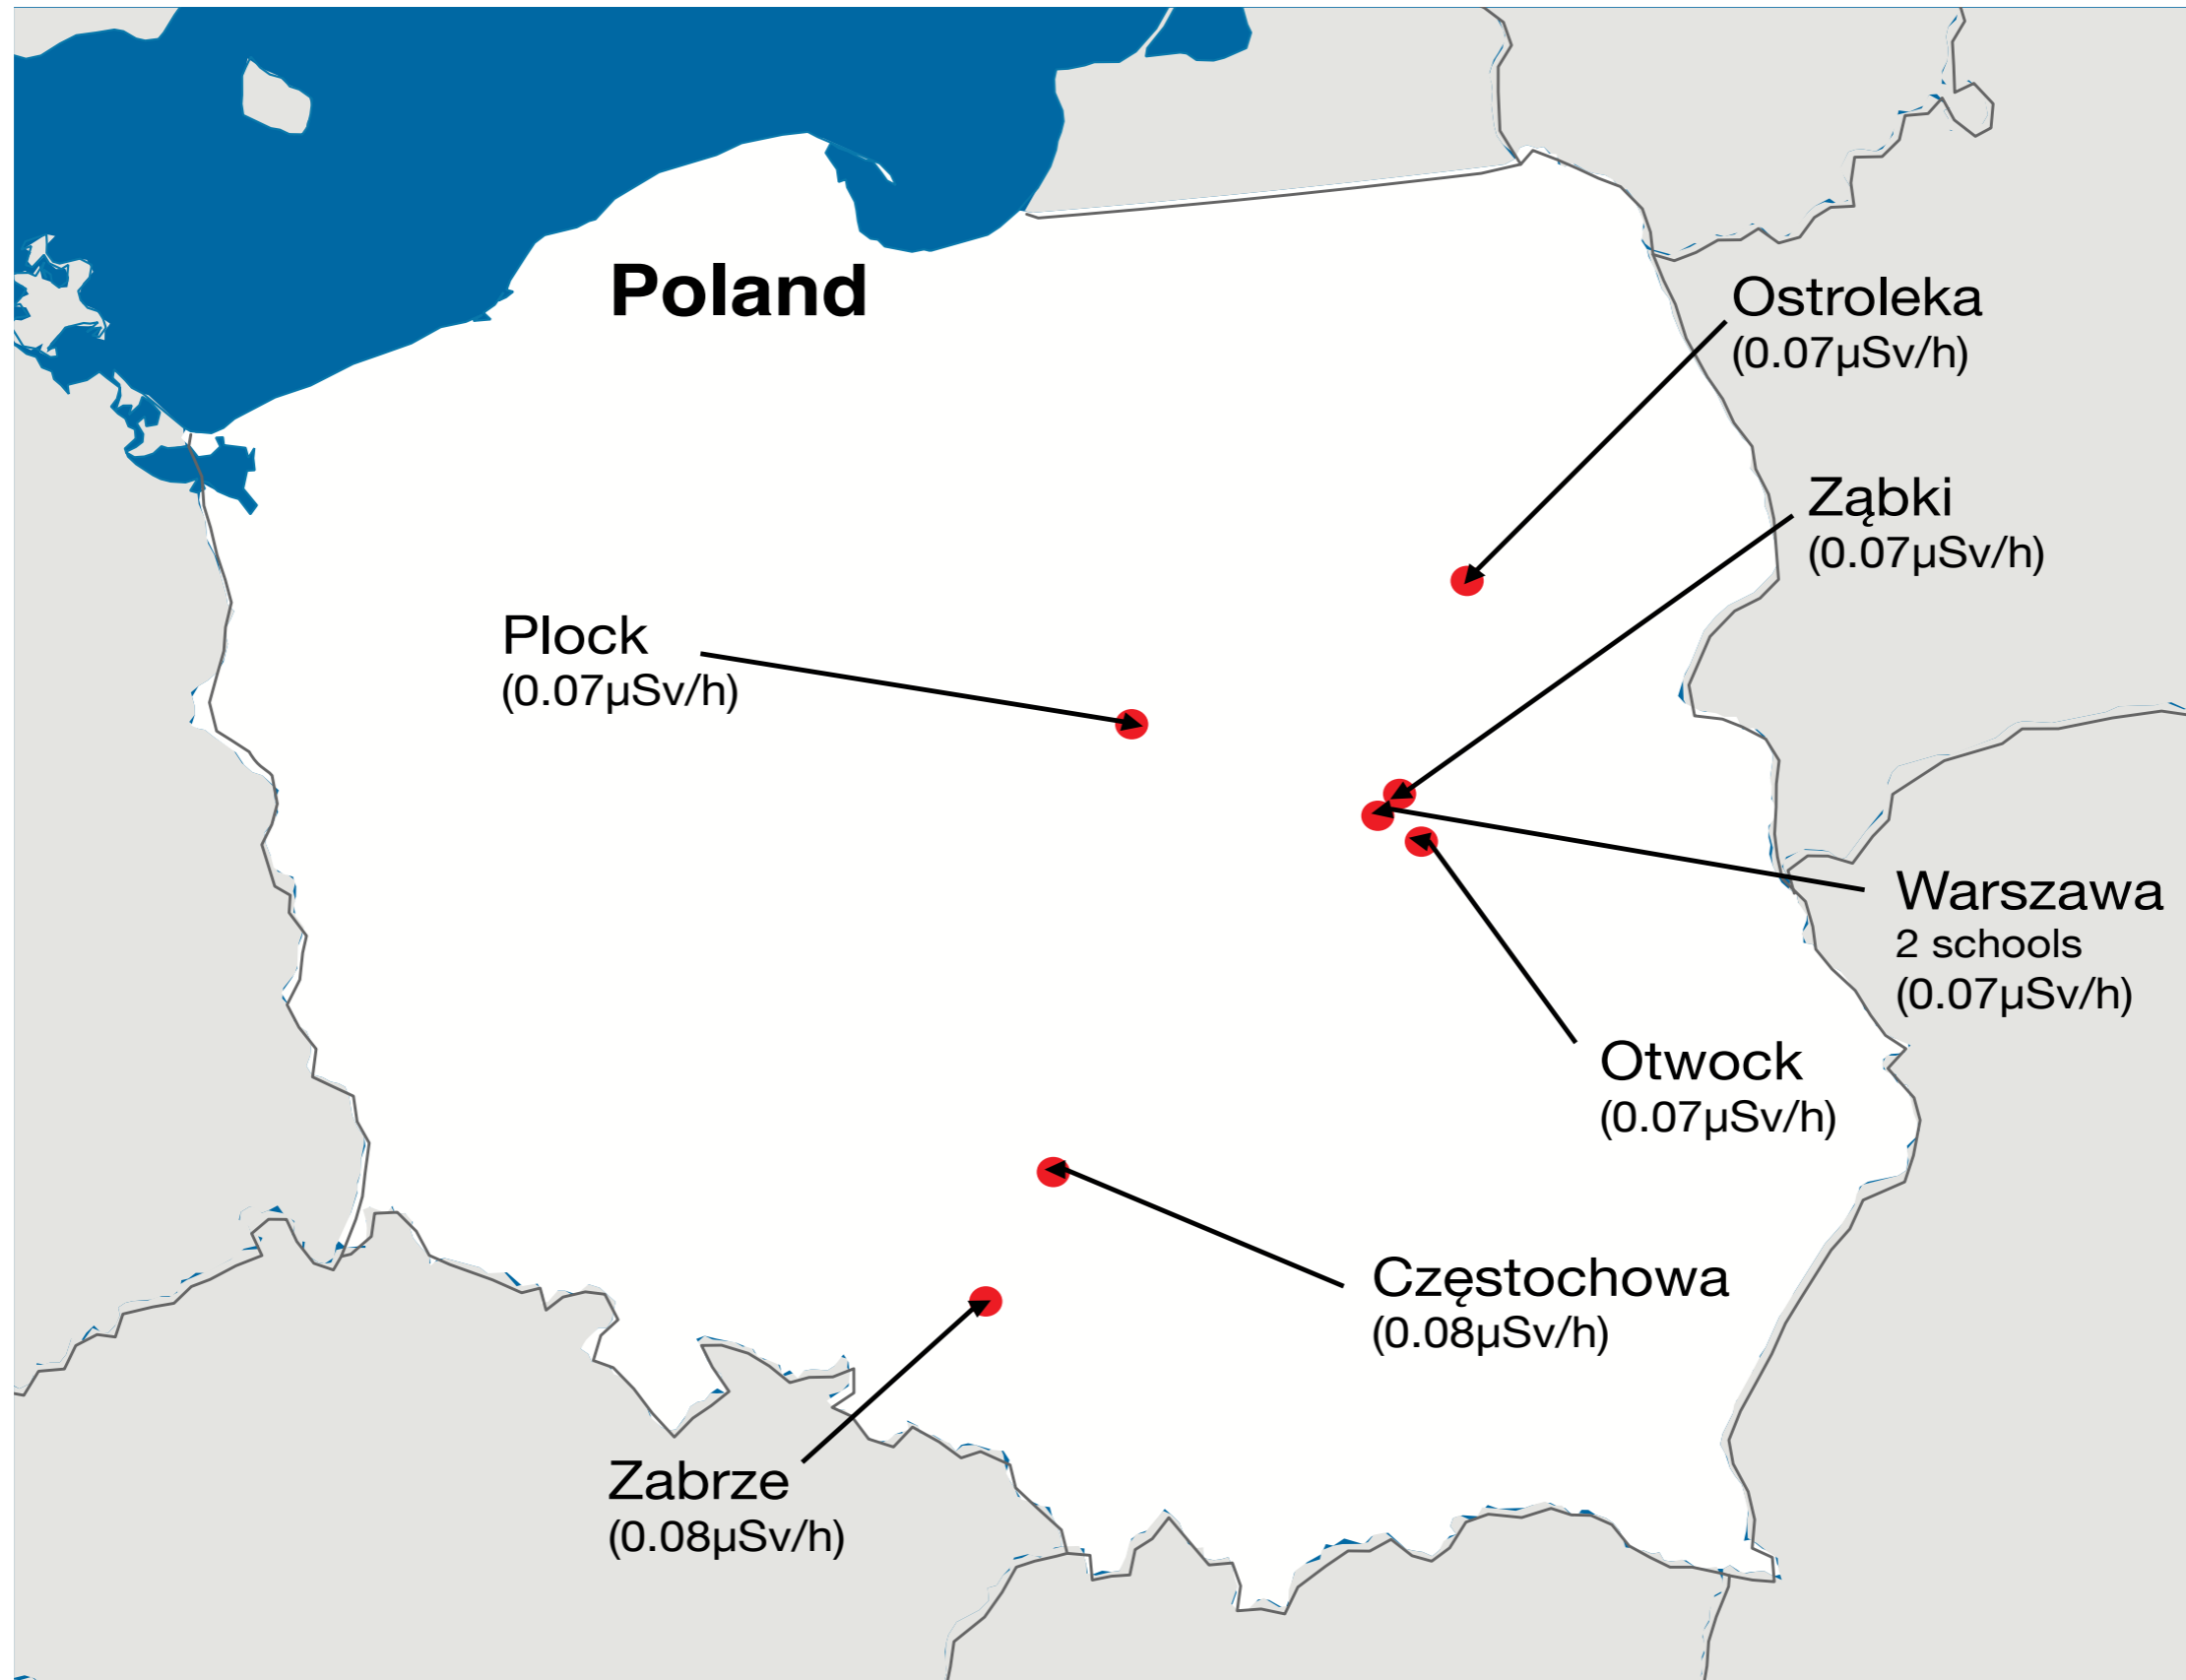 Poland
Ostroleka
(0.07µSv/h)
Ząbki
(0.07µSv/h)
Plock
(0.07µSv/h)
Warszawa
2 schools
(0.07µSv/h)
Otwock
(0.07µSv/h)
Częstochowa
(0.08µSv/h)
Zabrze
(0.08µSv/h)